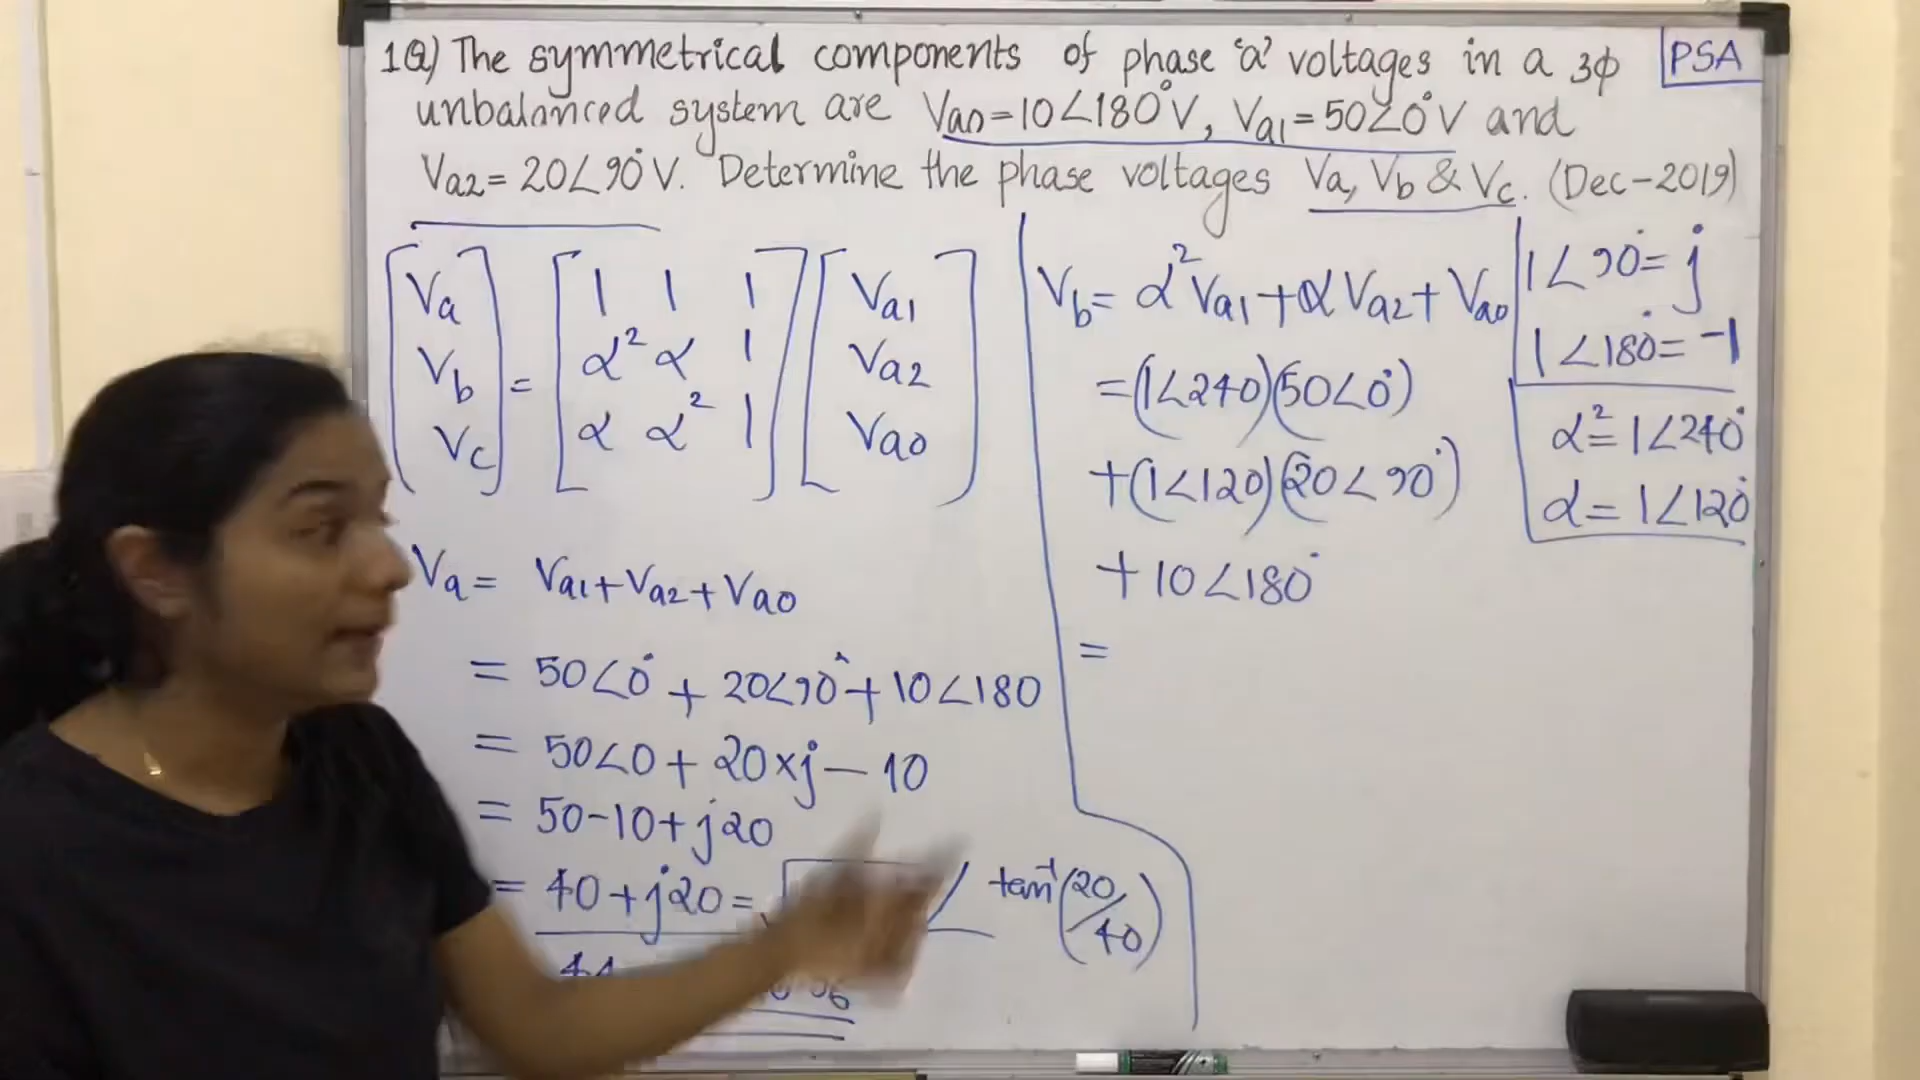 1Q) The symmetrical components of phase 'a' voltages in a 3ϕ
PSA
unbalanced system are Va0=10∠180°V, Va1=50∠0°V and
Va2=20∠90°V. Determine the phase voltages Va, Vb & Vc. (Dec-2019)
[Va] [1 1 1] [Va1]
[Vb] = [α² α 1] [Va2]
[Vc] [α α² 1] [Va0]
Va= Va1+Va2+Va0
= 50∠0° + 20∠90° + 10∠180
= 50∠0 + 20×j – 10
= 50-10+j20
= 40+j20= √ ∠ tan⁻¹(20/40)
Vb= α²Va1+αVa2+Va0
=(1∠240)(50∠0°)
+(1∠120)(20∠90°)
+ 10∠180°
=
1∠90°= j
1∠180°= -1
α²= 1∠240°
α= 1∠120°